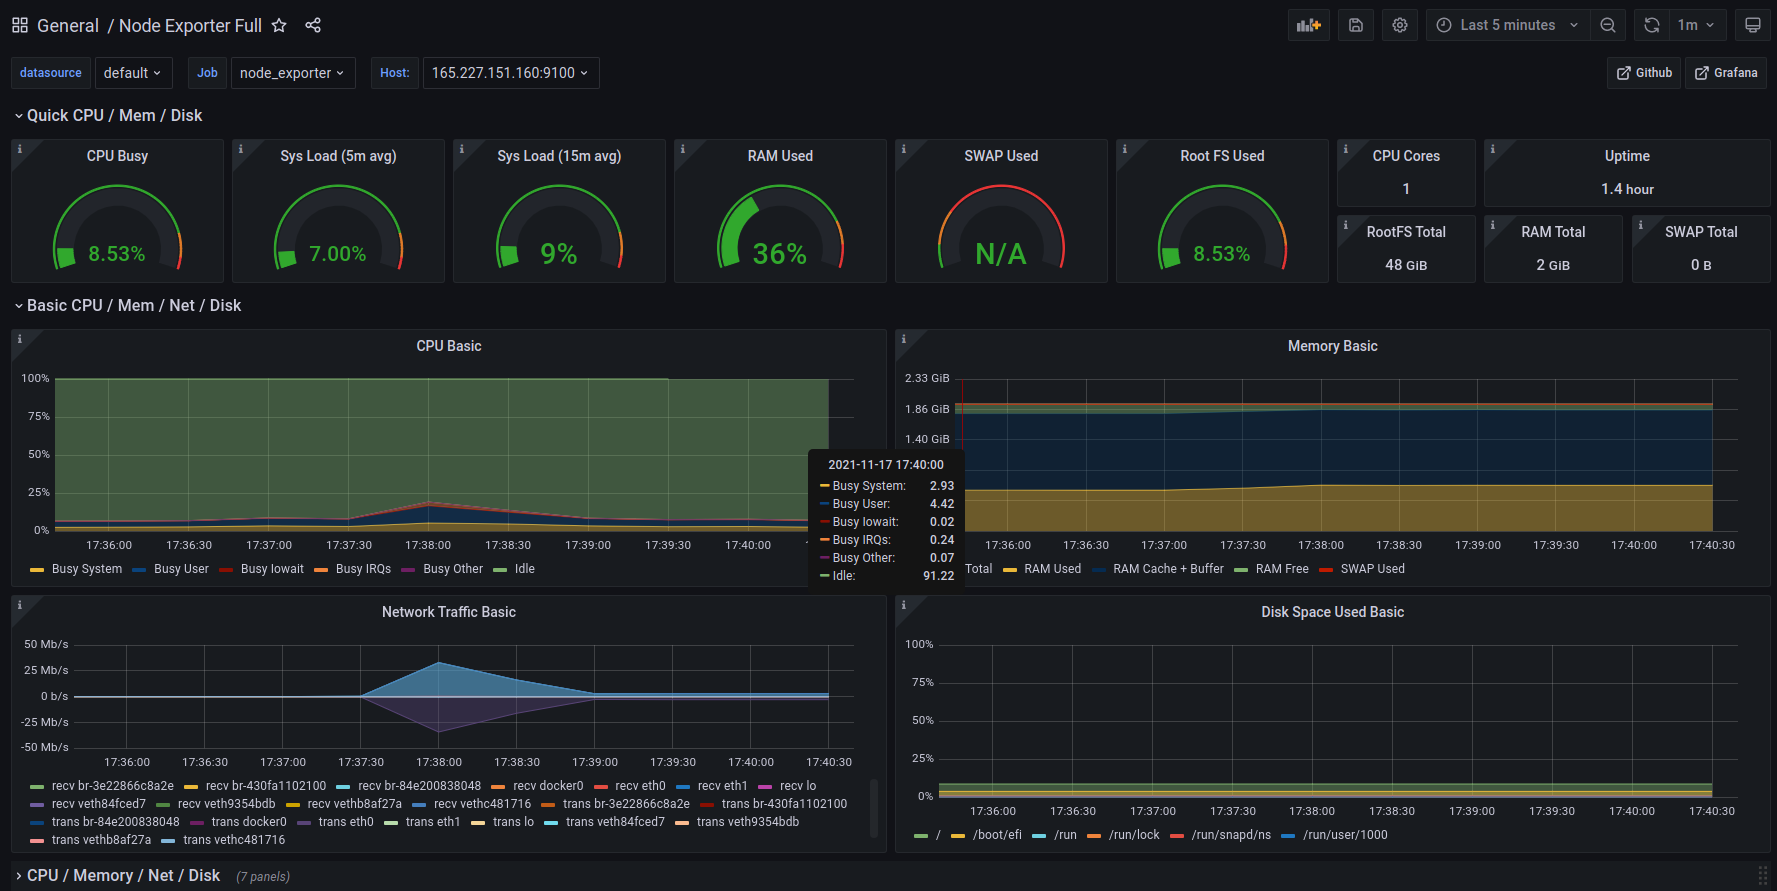 General / Node Exporter Full
Last 5 minutes
1m
datasource default Job node_exporter Host: 165.227.151.160:9100
Github Grafana
Quick CPU / Mem / Disk
CPU Busy
8.53%
Sys Load (5m avg)
7.00%
Sys Load (15m avg)
9%
RAM Used
36%
SWAP Used
N/A
Root FS Used
8.53%
CPU Cores
1
Uptime
1.4 hour
RootFS Total
48 GiB
RAM Total
2 GiB
SWAP Total
0 B
Basic CPU / Mem / Net / Disk
CPU Basic
100%
75%
50%
25%
0%
17:36:00 17:36:30 17:37:00 17:37:30 17:38:00 17:38:30 17:39:00 17:39:30 17:40:00
Busy System Busy User Busy Iowait Busy IRQs Busy Other Idle
2021-11-17 17:40:00
Busy System: 2.93
Busy User: 4.42
Busy Iowait: 0.02
Busy IRQs: 0.24
Busy Other: 0.07
Idle: 91.22
Memory Basic
2.33 GiB
1.86 GiB
1.40 GiB
17:36:00 17:36:30 17:37:00 17:37:30 17:38:00 17:38:30 17:39:00 17:39:30 17:40:00 17:40:30
Total RAM Used RAM Cache + Buffer RAM Free SWAP Used
Network Traffic Basic
50 Mb/s
25 Mb/s
0 b/s
-25 Mb/s
-50 Mb/s
17:36:00 17:36:30 17:37:00 17:37:30 17:38:00 17:38:30 17:39:00 17:39:30 17:40:00 17:40:30
recv br-3e22866c8a2e recv br-430fa1102100 recv br-84e200838048 recv docker0 recv eth0 recv eth1 recv lo
recv veth84fced7 recv veth9354bdb recv vethb8af27a recv vethc481716 trans br-3e22866c8a2e trans br-430fa1102100
trans br-84e200838048 trans docker0 trans eth0 trans eth1 trans lo trans veth84fced7 trans veth9354bdb
trans vethb8af27a trans vethc481716
Disk Space Used Basic
100%
75%
50%
25%
0%
17:36:00 17:36:30 17:37:00 17:37:30 17:38:00 17:38:30 17:39:00 17:39:30 17:40:00 17:40:30
/ /boot/efi /run /run/lock /run/snapd/ns /run/user/1000
CPU / Memory / Net / Disk (7 panels)